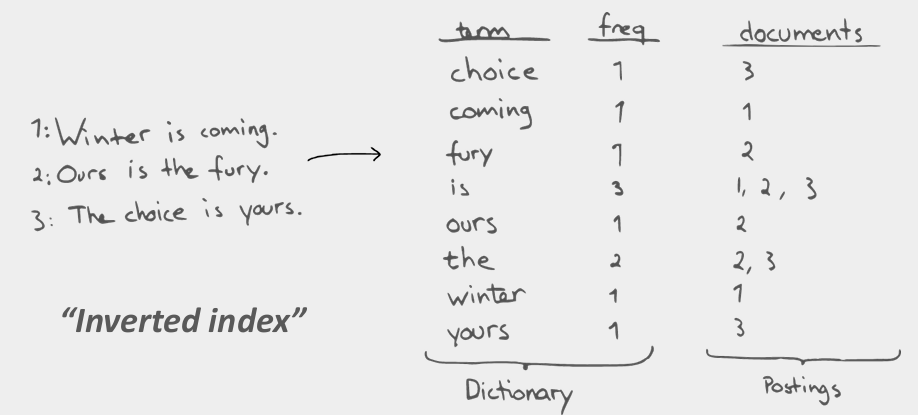 1: Winter is coming.
2: Ours is the fury.
3: The choice is yours.
"Inverted index"
term freq documents
choice 1 3
coming 1 1
fury 1 2
is 3 1, 2, 3
ours 1 2
the 2 2, 3
winter 1 1
yours 1 3
Dictionary Postings